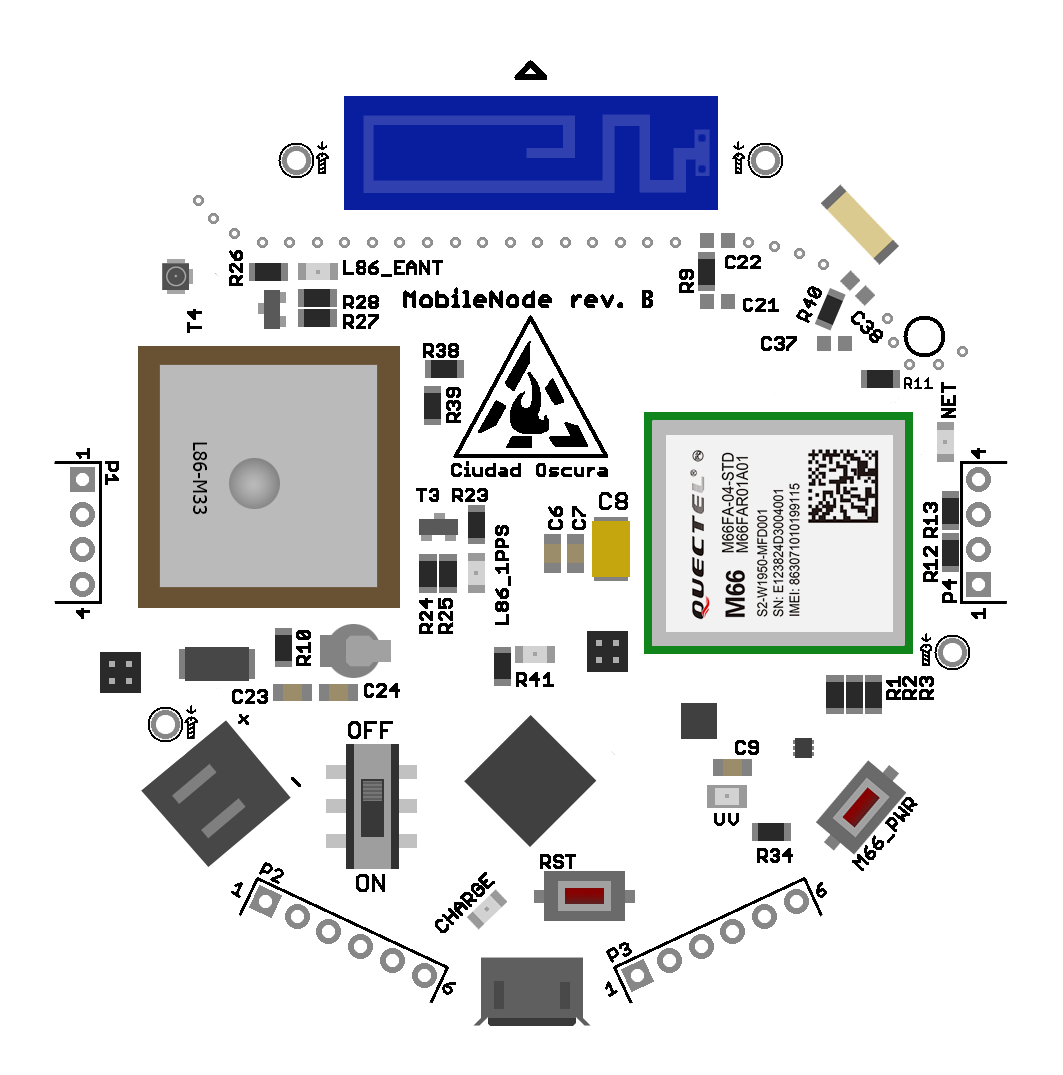 R26
L86_EANT
R28
R27
T4
MobileNode rev. B
R9
C22
C21
R40
C38
C37
R11
NET
R38
R39
Ciudad Oscura
1
P1
4
L86-M33
T3 R23
R24
R25
L86_1PPS
C6
C7
C8
QUECTEL®
M66 M66FA-04-STD
M66FAR01A01
S2-W1950-MFD001
SN: E123824D3004001
IMEI: 863071010199115
4
R13
R12
P4
1
R10
C23
C24
R41
R1
R2
R3
+
-
OFF
ON
C9
UV
R34
M66_PWR
RST
CHARGE
P2
1
6
P3
1
6